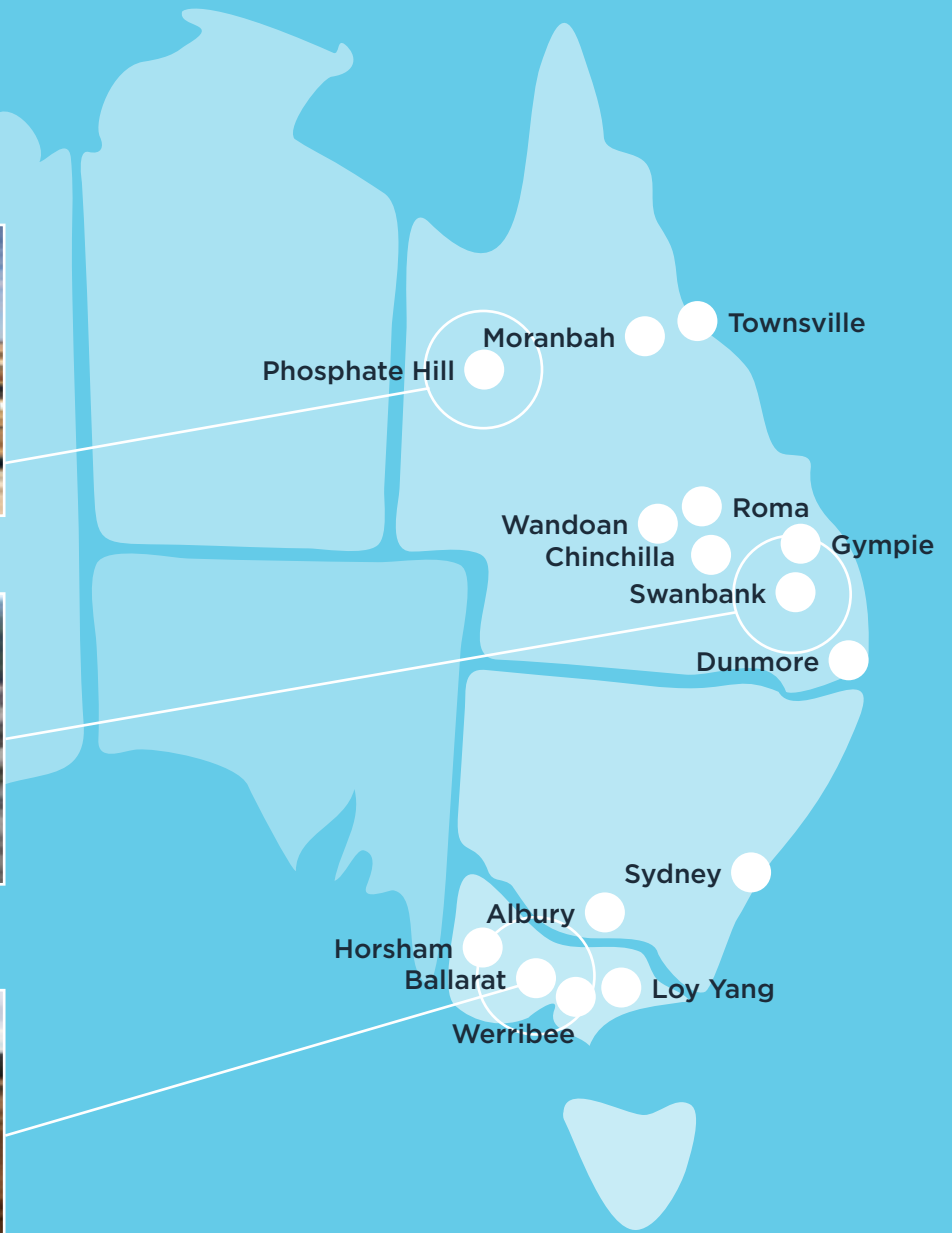 Townsville
Moranbah
Phosphate Hill
Roma
Wandoan
Gympie
Chinchilla
Swanbank
Dunmore
Sydney
Albury
Horsham
Ballarat
Loy Yang
Werribee